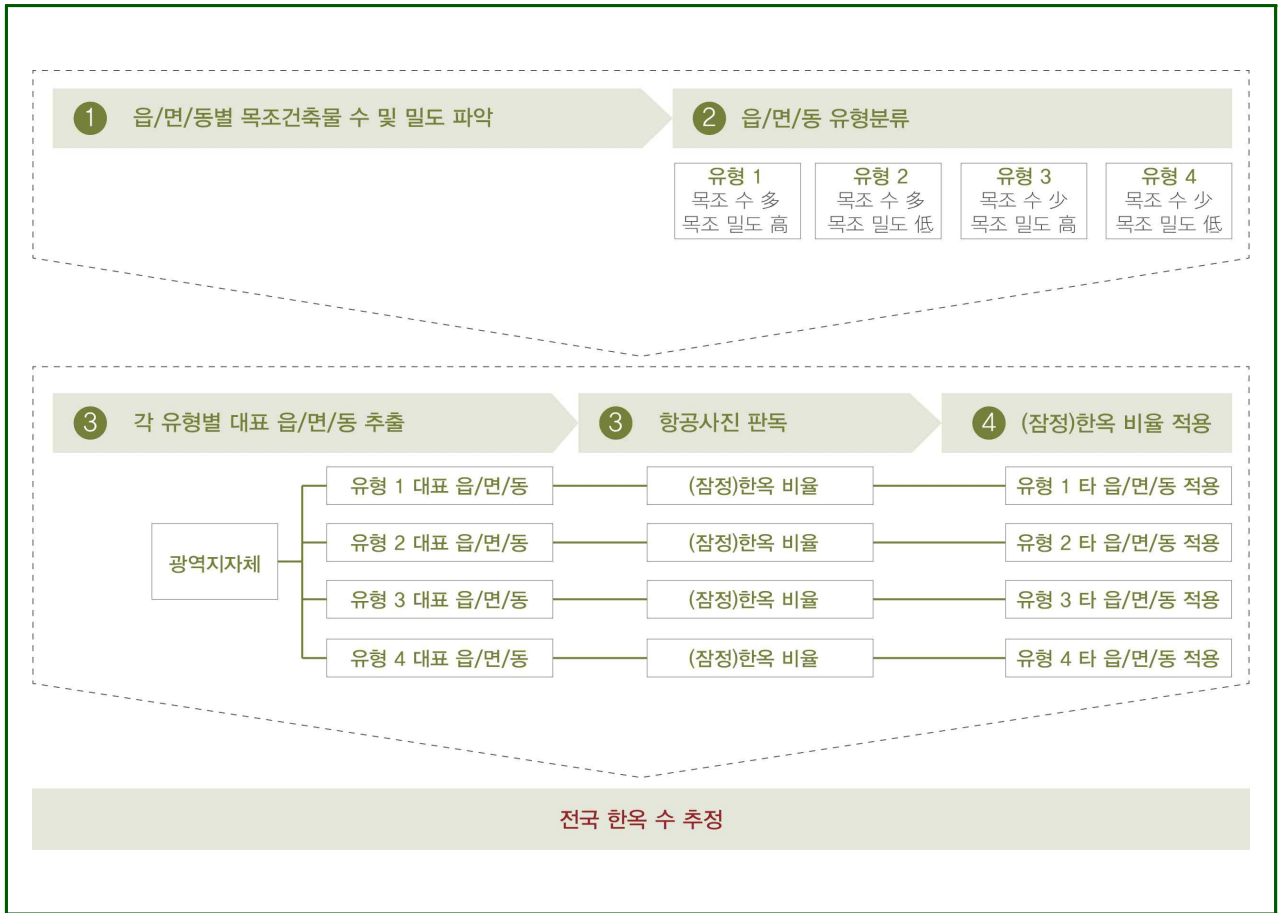 1 읍/면/동별 목조건축물 수 및 밀도 파악
2 읍/면/동 유형분류
유형 1
목조 수 多
목조 밀도 高
유형 2
목조 수 多
목조 밀도 低
유형 3
목조 수 少
목조 밀도 高
유형 4
목조 수 少
목조 밀도 低
3 각 유형별 대표 읍/면/동 추출
3 항공사진 판독
4 (잠정)한옥 비율 적용
광역지자체
유형 1 대표 읍/면/동
(잠정)한옥 비율
유형 1 타 읍/면/동 적용
유형 2 대표 읍/면/동
(잠정)한옥 비율
유형 2 타 읍/면/동 적용
유형 3 대표 읍/면/동
(잠정)한옥 비율
유형 3 타 읍/면/동 적용
유형 4 대표 읍/면/동
(잠정)한옥 비율
유형 4 타 읍/면/동 적용
전국 한옥 수 추정